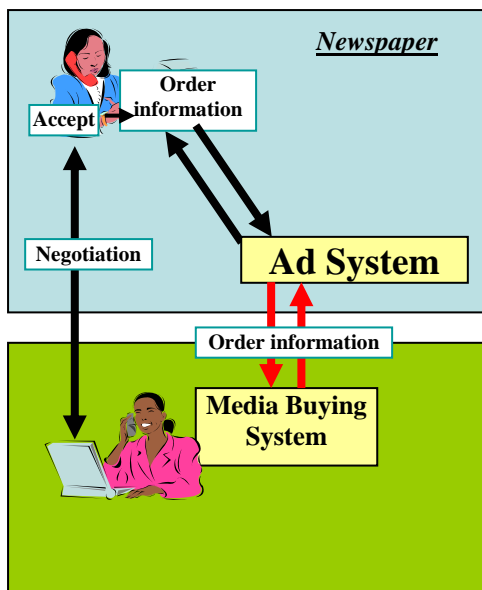 Newspaper
Order
information
Accept
Negotiation
Ad System
Order information
Media Buying
System